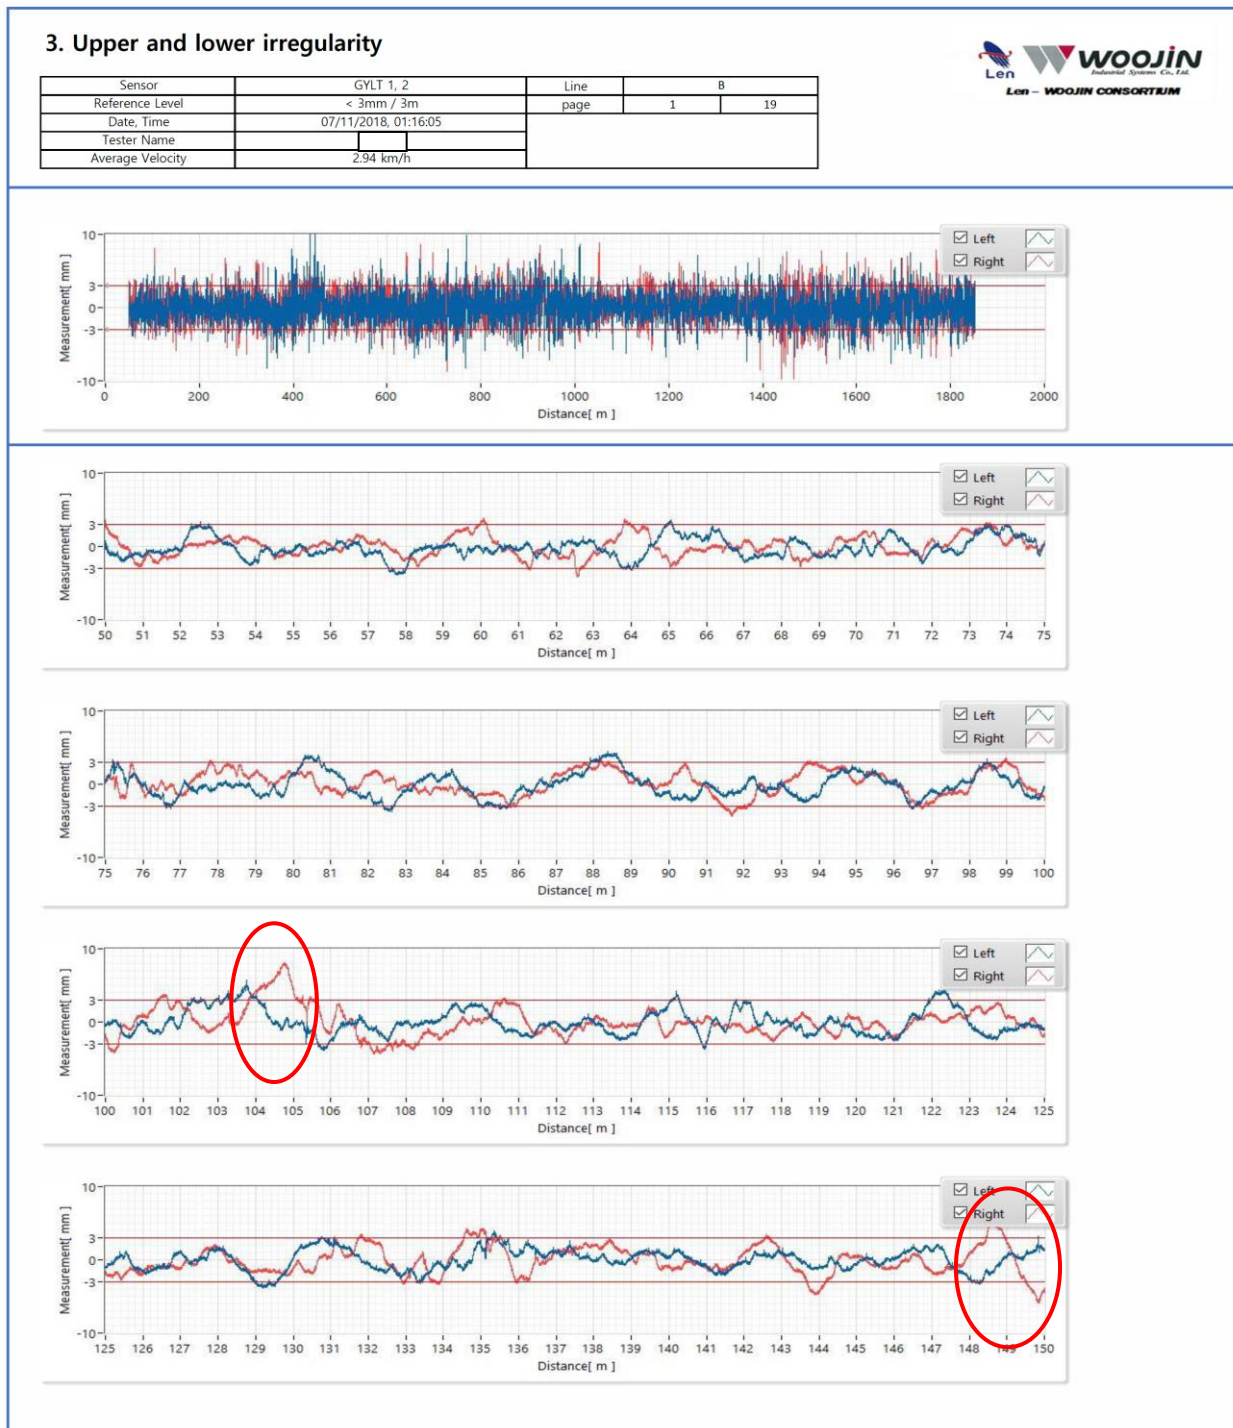 3. Upper and lower irregularity
Len
WOOJIN
Industrial Systems Co., Ltd.
Len - WOOJIN CONSORTIUM
Sensor GYLT 1, 2 Line B
Reference Level < 3mm / 3m page 1 19
Date, Time 07/11/2018, 01:16:05
Tester Name
Average Velocity 2.94 km/h
Left
Right
Measurement[ mm ]
10
3
0
-3
-10
0 200 400 600 800 1000 1200 1400 1600 1800 2000
Distance[ m ]
Left
Right
Measurement[ mm ]
10
3
0
-3
-10
50 51 52 53 54 55 56 57 58 59 60 61 62 63 64 65 66 67 68 69 70 71 72 73 74 75
Distance[ m ]
Left
Right
Measurement[ mm ]
10
3
0
-3
-10
75 76 77 78 79 80 81 82 83 84 85 86 87 88 89 90 91 92 93 94 95 96 97 98 99 100
Distance[ m ]
Left
Right
Measurement[ mm ]
10
3
0
-3
-10
100 101 102 103 104 105 106 107 108 109 110 111 112 113 114 115 116 117 118 119 120 121 122 123 124 125
Distance[ m ]
Left
Right
Measurement[ mm ]
10
3
0
-3
-10
125 126 127 128 129 130 131 132 133 134 135 136 137 138 139 140 141 142 143 144 145 146 147 148 149 150
Distance[ m ]